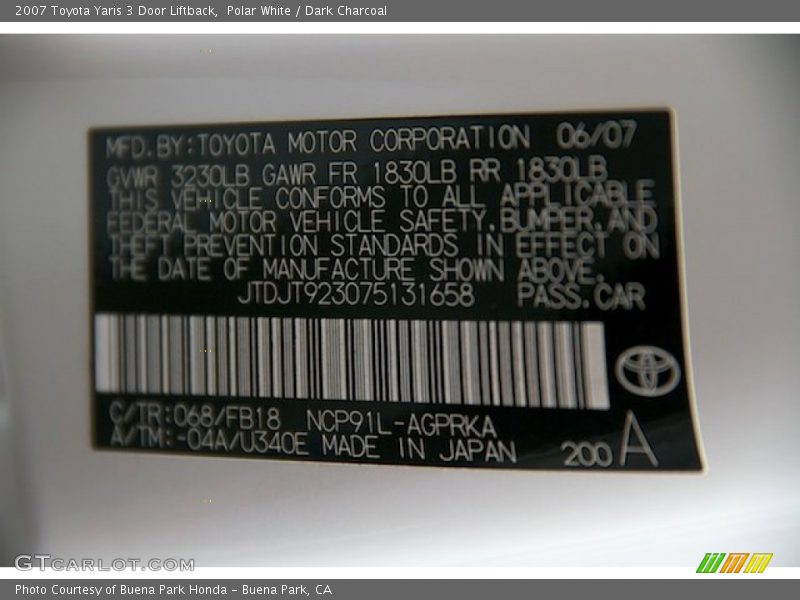 2007 Toyota Yaris 3 Door Liftback,  Polar White / Dark Charcoal
MFD.BY:TOYOTA MOTOR CORPORATION 06/07
GVWR 3230LB GAWR FR 1830LB RR 1830LB
THIS VEHICLE CONFORMS TO ALL APPLICABLE
FEDERAL MOTOR VEHICLE SAFETY,BUMPER,AND
THEFT PREVENTION STANDARDS IN EFFECT ON
THE DATE OF MANUFACTURE SHOWN ABOVE.
JTDJT923075131658 PASS.CAR
C/TR:068/FB18 NCP91L-AGPRKA
A/TM:-04A/U340E MADE IN JAPAN 200 A
GTCARLOT.COM
Photo Courtesy of Buena Park Honda - Buena Park, CA